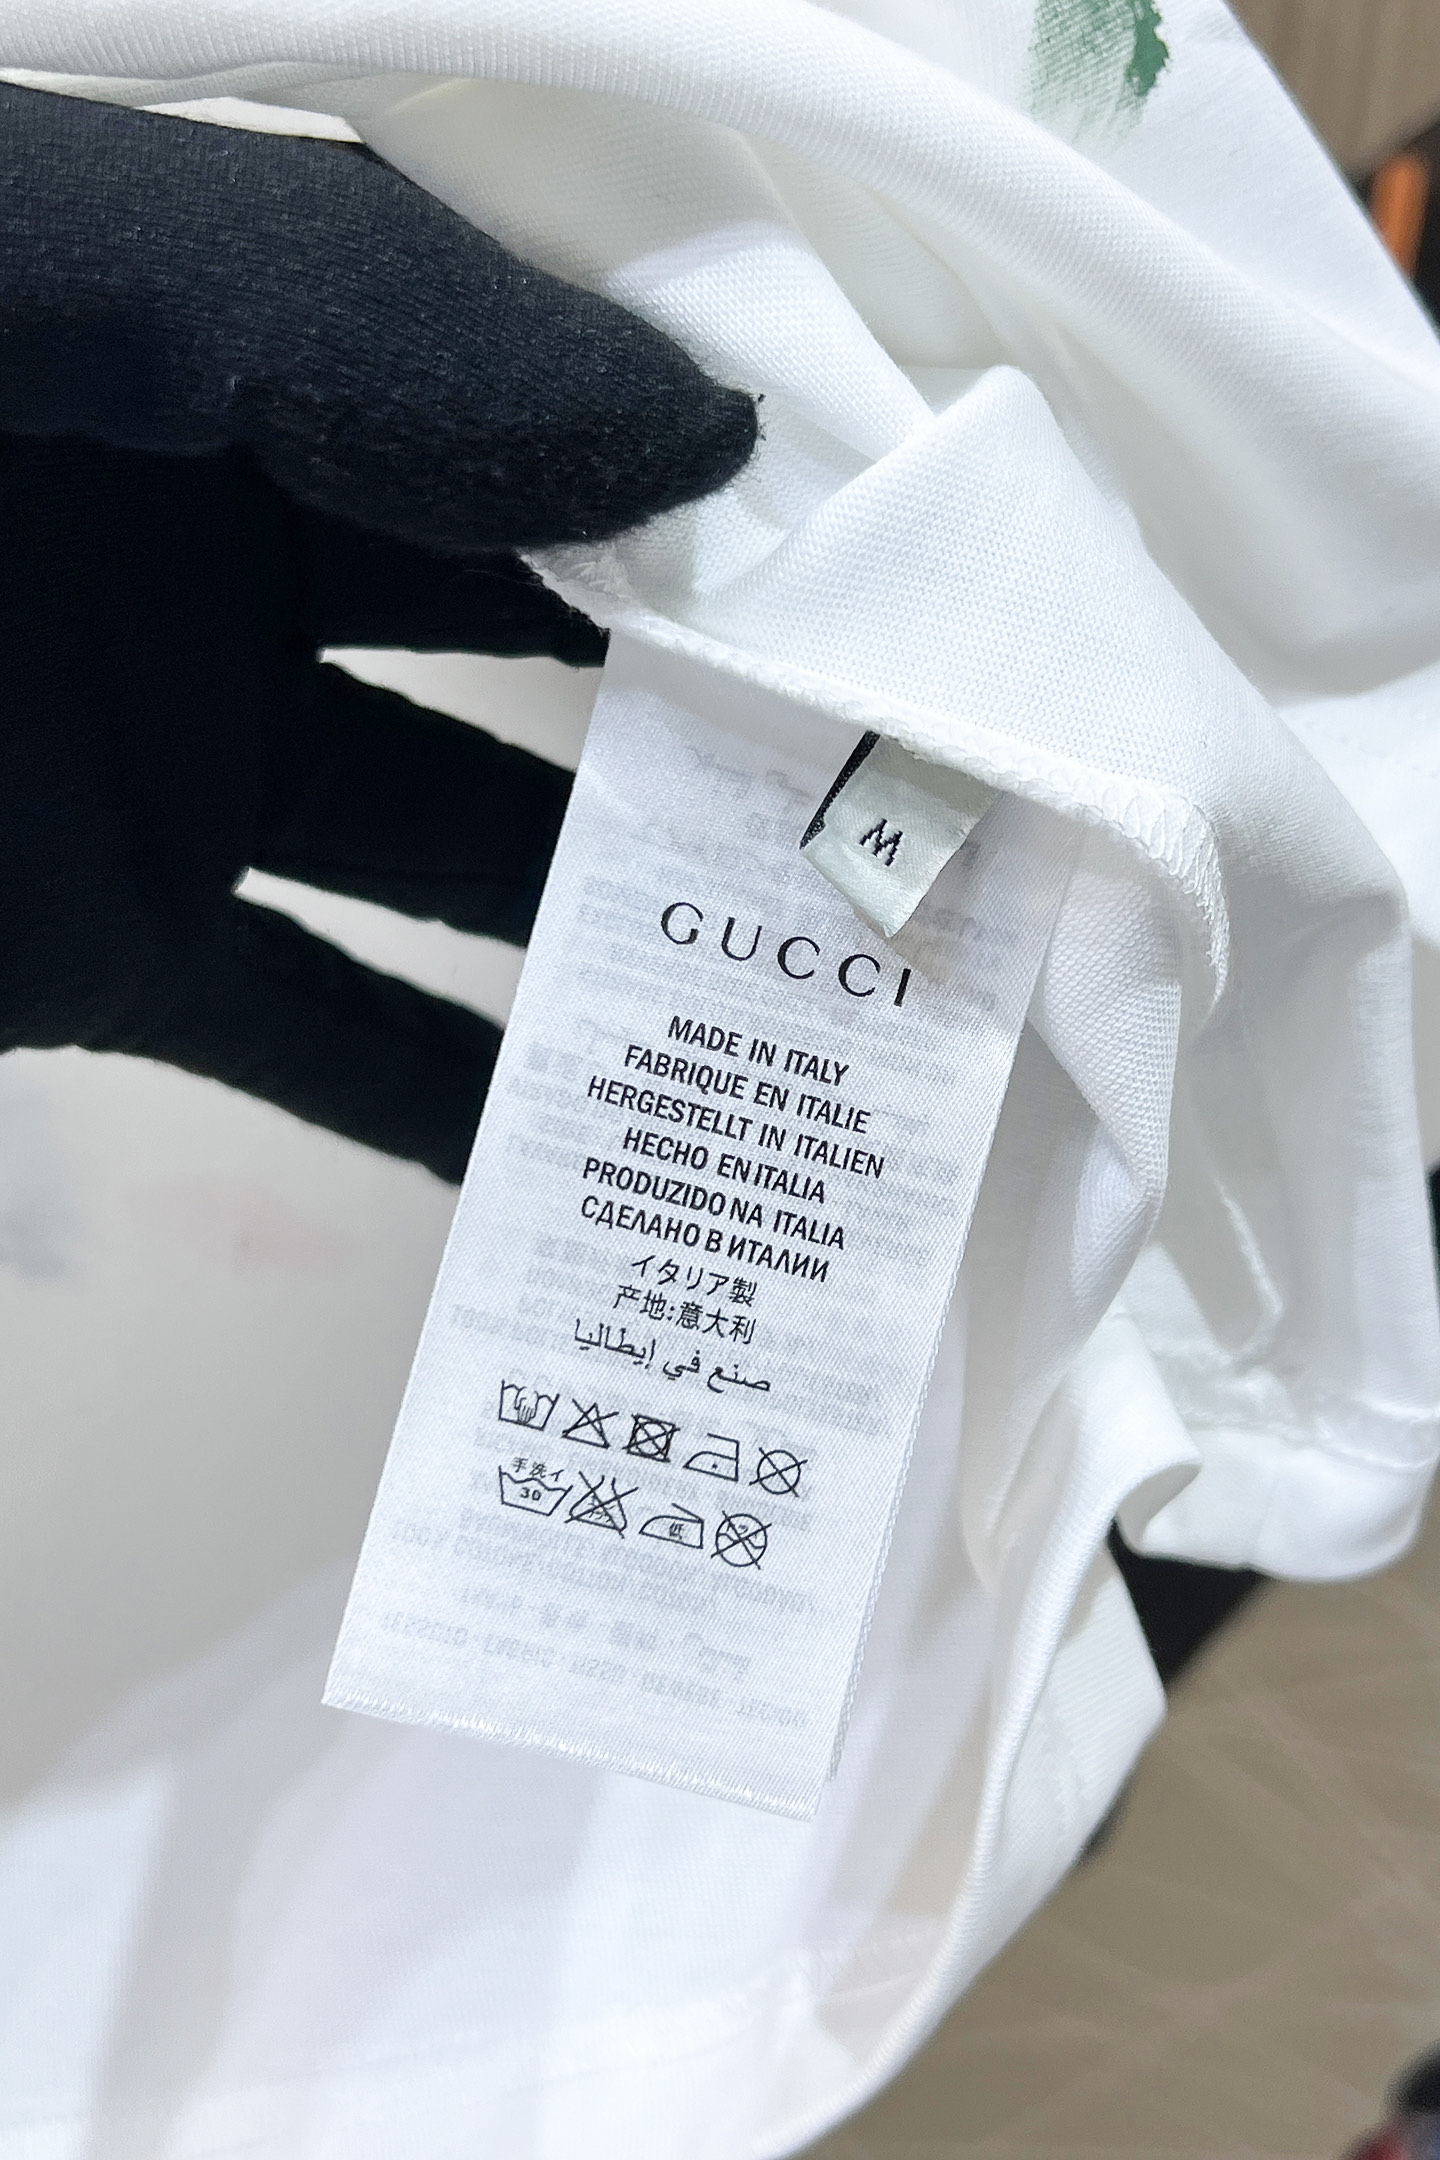 M
GUCCI
MADE IN ITALY
FABRIQUE EN ITALIE
HERGESTELLT IN ITALIEN
HECHO EN ITALIA
PRODUZIDO NA ITALIA
СДЕЛАНО В ИТАЛИИ
イタリア製
产地:意大利
صنع في إيطاليا
手洗イ
30
低